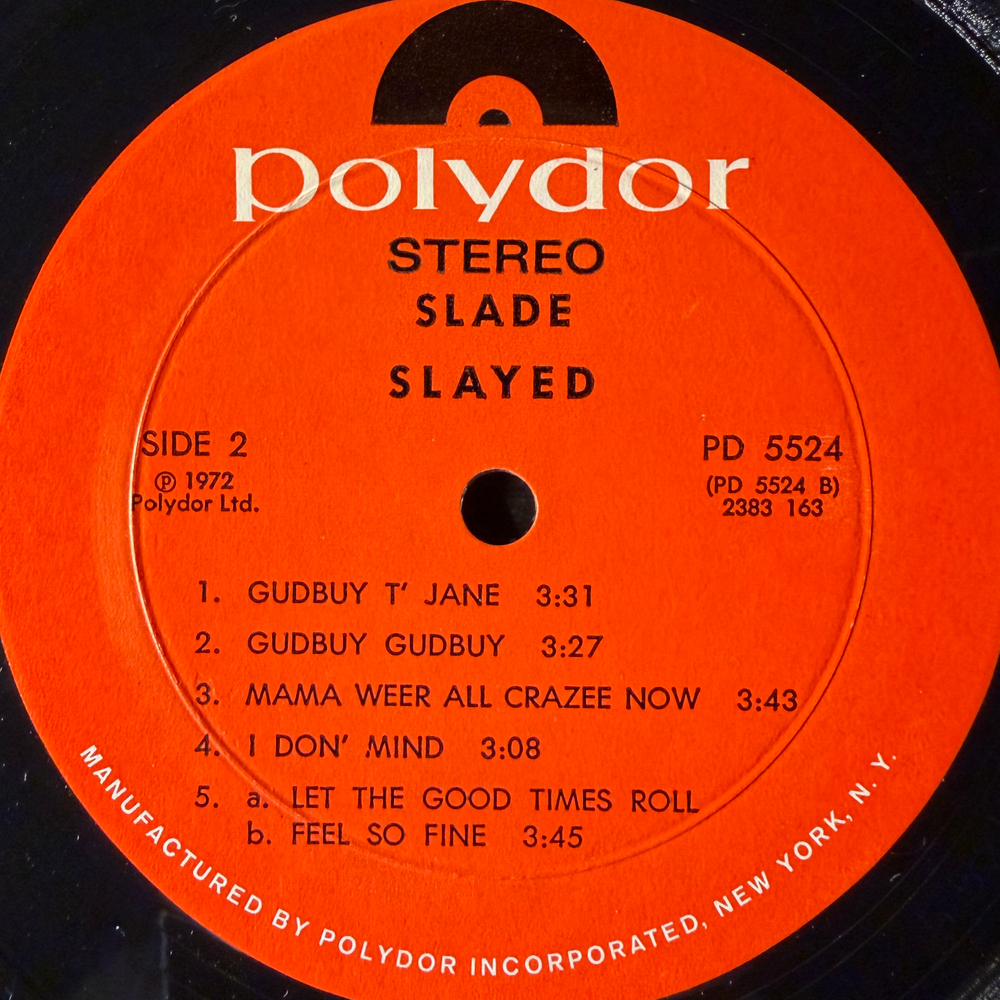 polydor
STEREO
SLADE
SLAYED
SIDE 2
℗ 1972
Polydor Ltd.
PD 5524
(PD 5524 B)
2383 163
1. GUDBUY T' JANE 3:31
2. GUDBUY GUDBUY 3:27
3. MAMA WEER ALL CRAZEE NOW 3:43
4. I DON' MIND 3:08
5. a. LET THE GOOD TIMES ROLL
b. FEEL SO FINE 3:45
MANUFACTURED BY POLYDOR INCORPORATED, NEW YORK, N. Y.